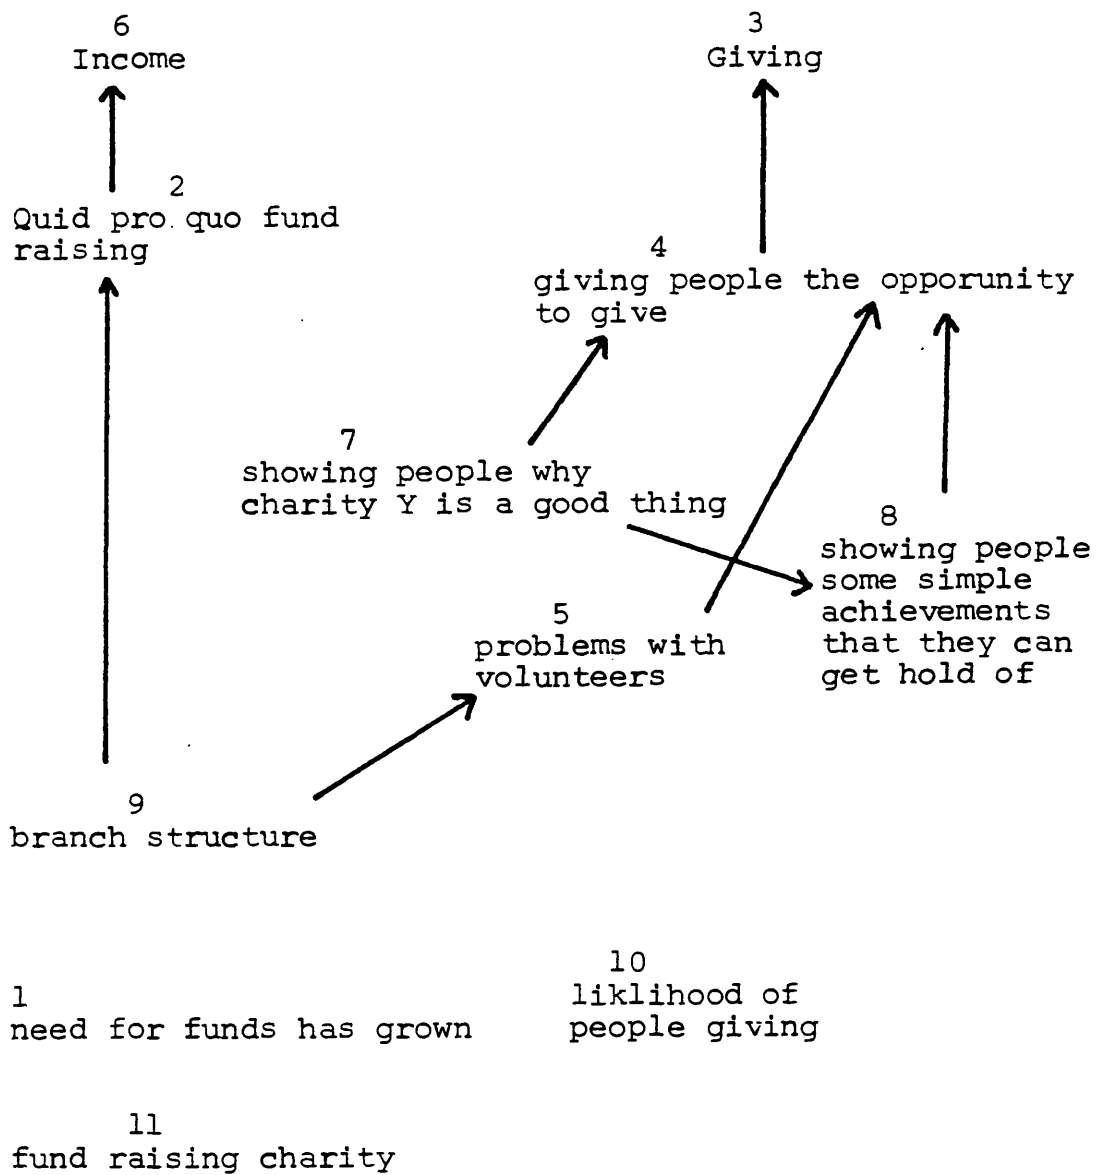 6
Income
3
Giving
2
Quid pro quo fund
raising
4
giving people the opporunity
to give
7
showing people why
charity Y is a good thing
8
showing people
some simple
achievements
that they can
get hold of
5
problems with
volunteers
9
branch structure
1
need for funds has grown
10
liklihood of
people giving
11
fund raising charity